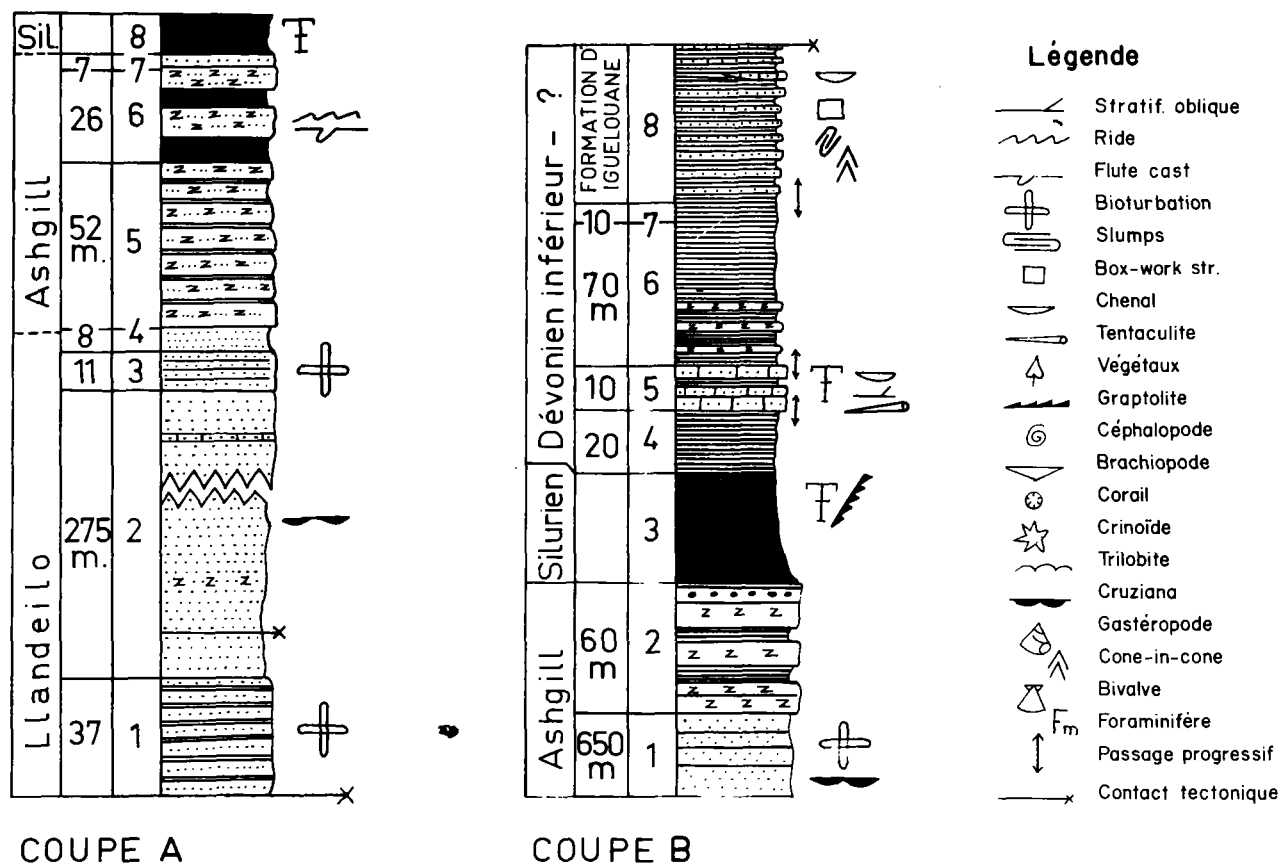 Sil
8
7
7
26
6
Ashgill
52
m.
5
8
4
11
3
275
m.
2
Llandeilo
37
1
COUPE A
FORMATION D'
IGUELOUANE
8
Dévonien inférieur - ?
10
7
70
m
6
10
5
20
4
Silurien
3
60
m
2
Ashgill
650
m
1
COUPE B
Légende
Stratif. oblique
Ride
Flute cast
Bioturbation
Slumps
Box-work str.
Chenal
Tentaculite
Végétaux
Graptolite
Céphalopode
Brachiopode
Corail
Crinoïde
Trilobite
Cruziana
Gastéropode
Cone-in-cone
Bivalve
Fm Foraminifère
Passage progressif
Contact tectonique